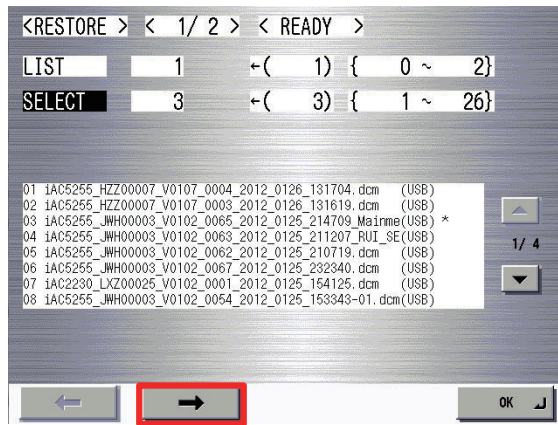 <RESTORE > < 1/ 2 > < READY >
LIST 1 ←( 1) { 0 ~ 2}
SELECT 3 ←( 3) { 1 ~ 26}
01 iAC5255_HZZ00007_V0107_0004_2012_0126_131704.dcm (USB)
02 iAC5255_HZZ00007_V0107_0003_2012_0126_131619.dcm (USB)
03 iAC5255_JWH00003_V0102_0065_2012_0125_214709_Mainme(USB) *
04 iAC5255_JWH00003_V0102_0063_2012_0125_211207_RUI_SE(USB)
05 iAC5255_JWH00003_V0102_0062_2012_0125_210719.dcm (USB)
06 iAC5255_JWH00003_V0102_0067_2012_0125_232340.dcm (USB)
07 iAC2230_LXZ00025_V0102_0001_2012_0125_154125.dcm (USB)
08 iAC5255_JWH00003_V0102_0054_2012_0125_153343-01.dcm(USB)
1/ 4
OK